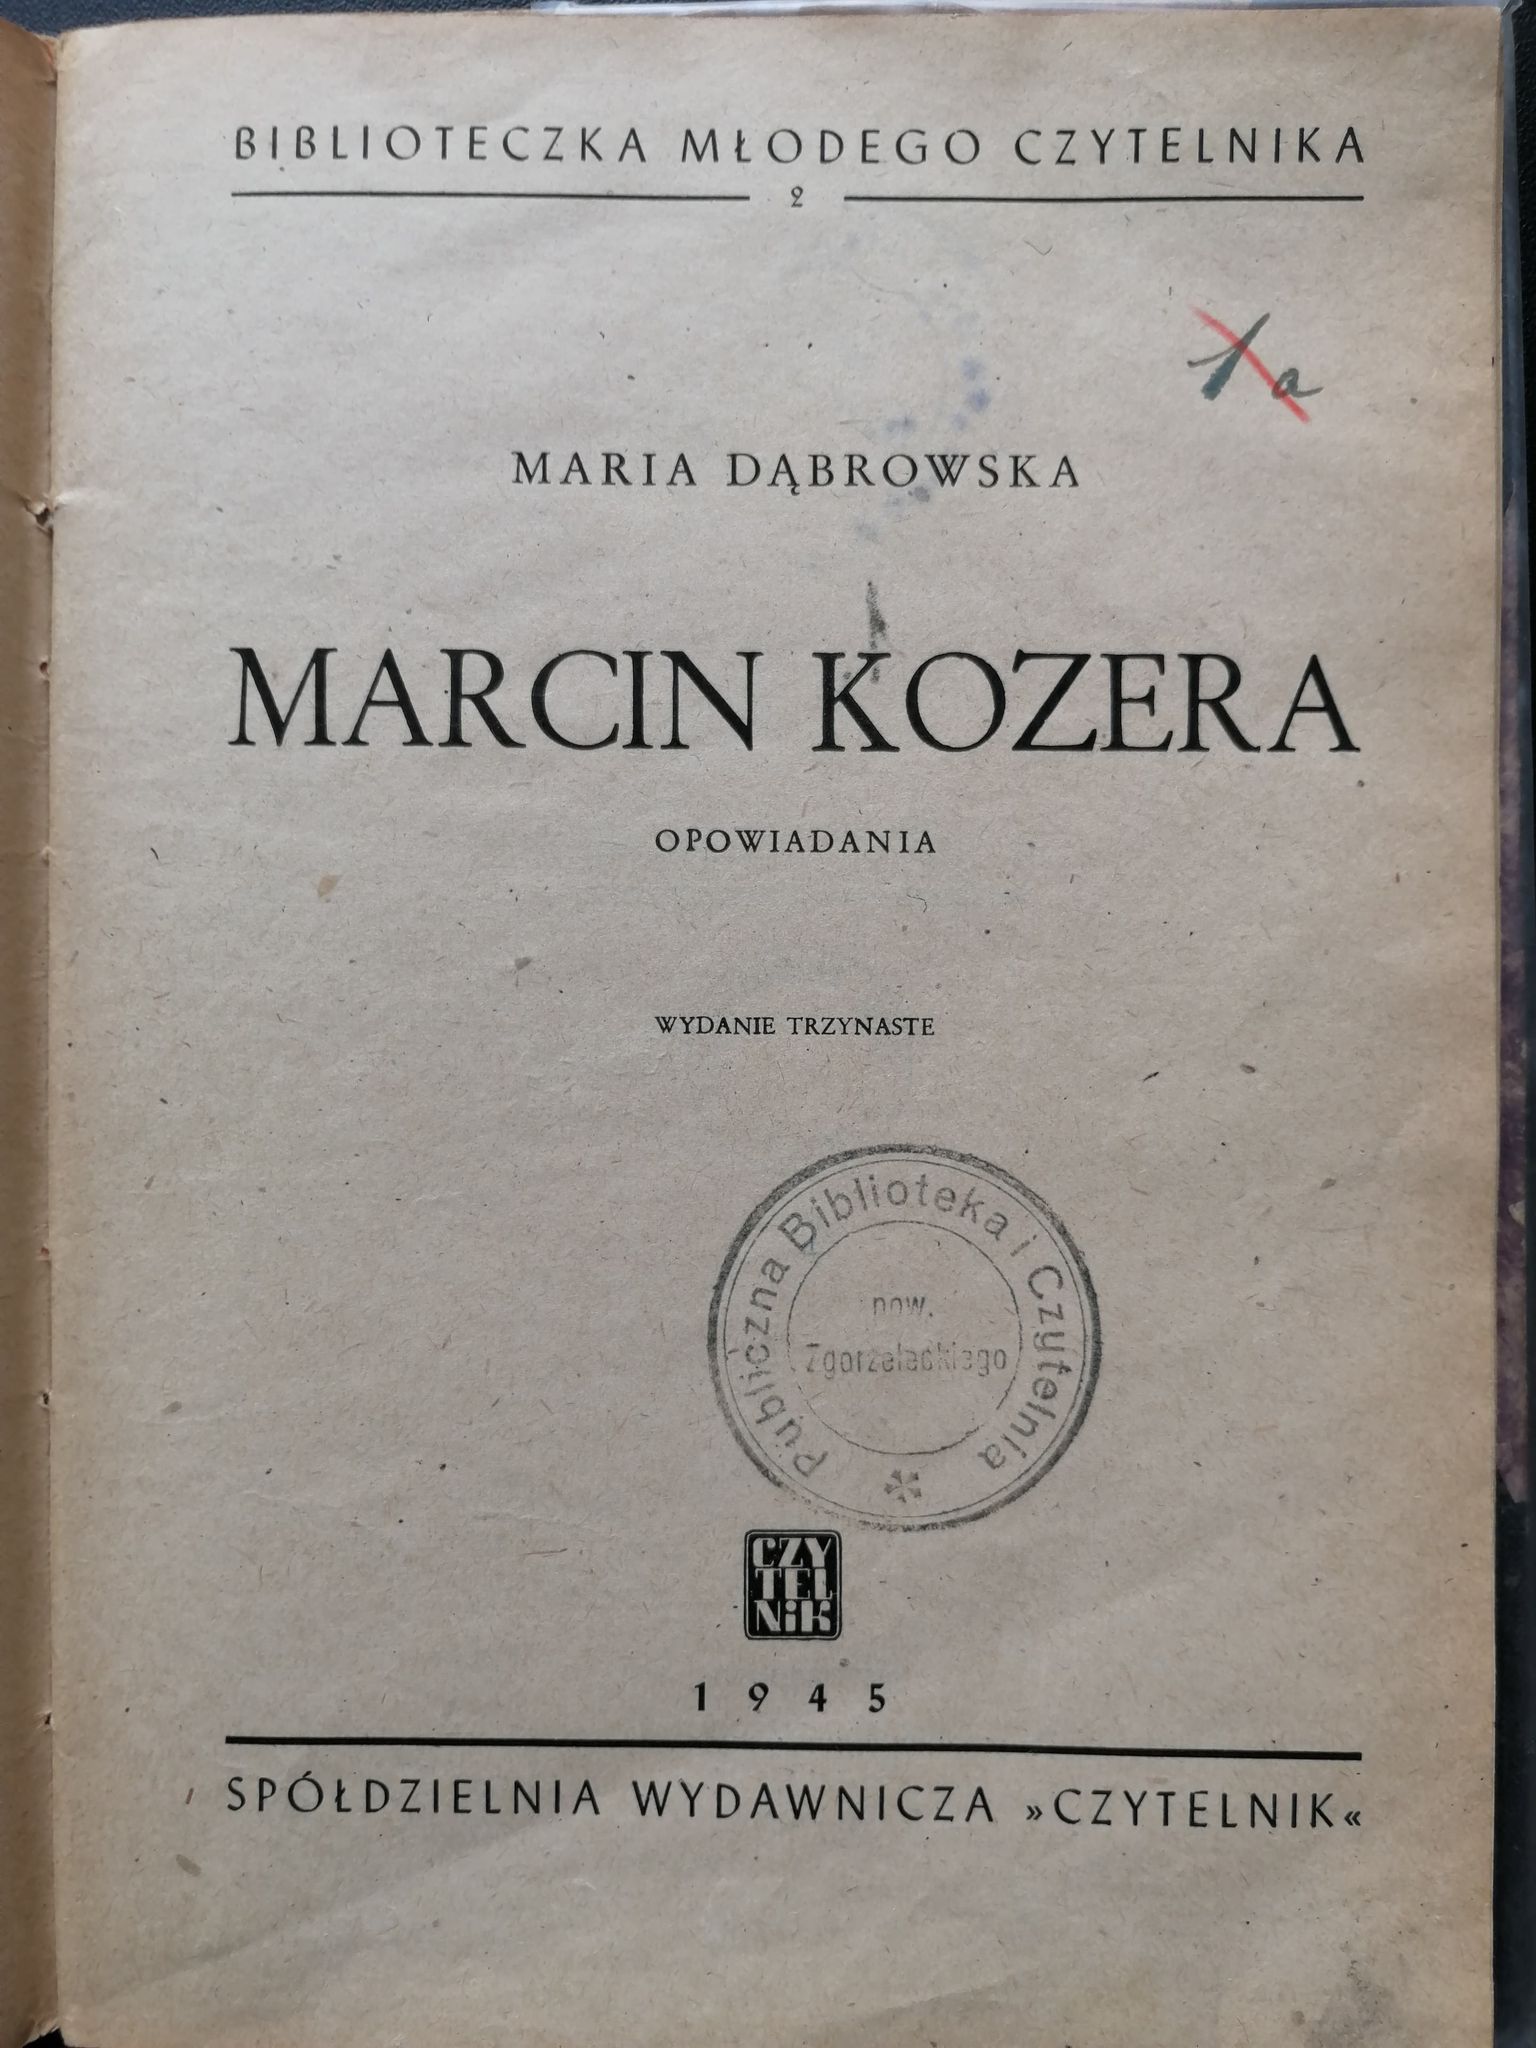 BIBLIOTECZKA MŁODEGO CZYTELNIKA
2
1a
MARIA DĄBROWSKA
MARCIN KOZERA
OPOWIADANIA
WYDANIE TRZYNASTE
Publiczna Biblioteka i Czytelnia
pow.
Zgorzeleckiego
CZY
TEL
NiK
1945
SPÓŁDZIELNIA WYDAWNICZA »CZYTELNIK«